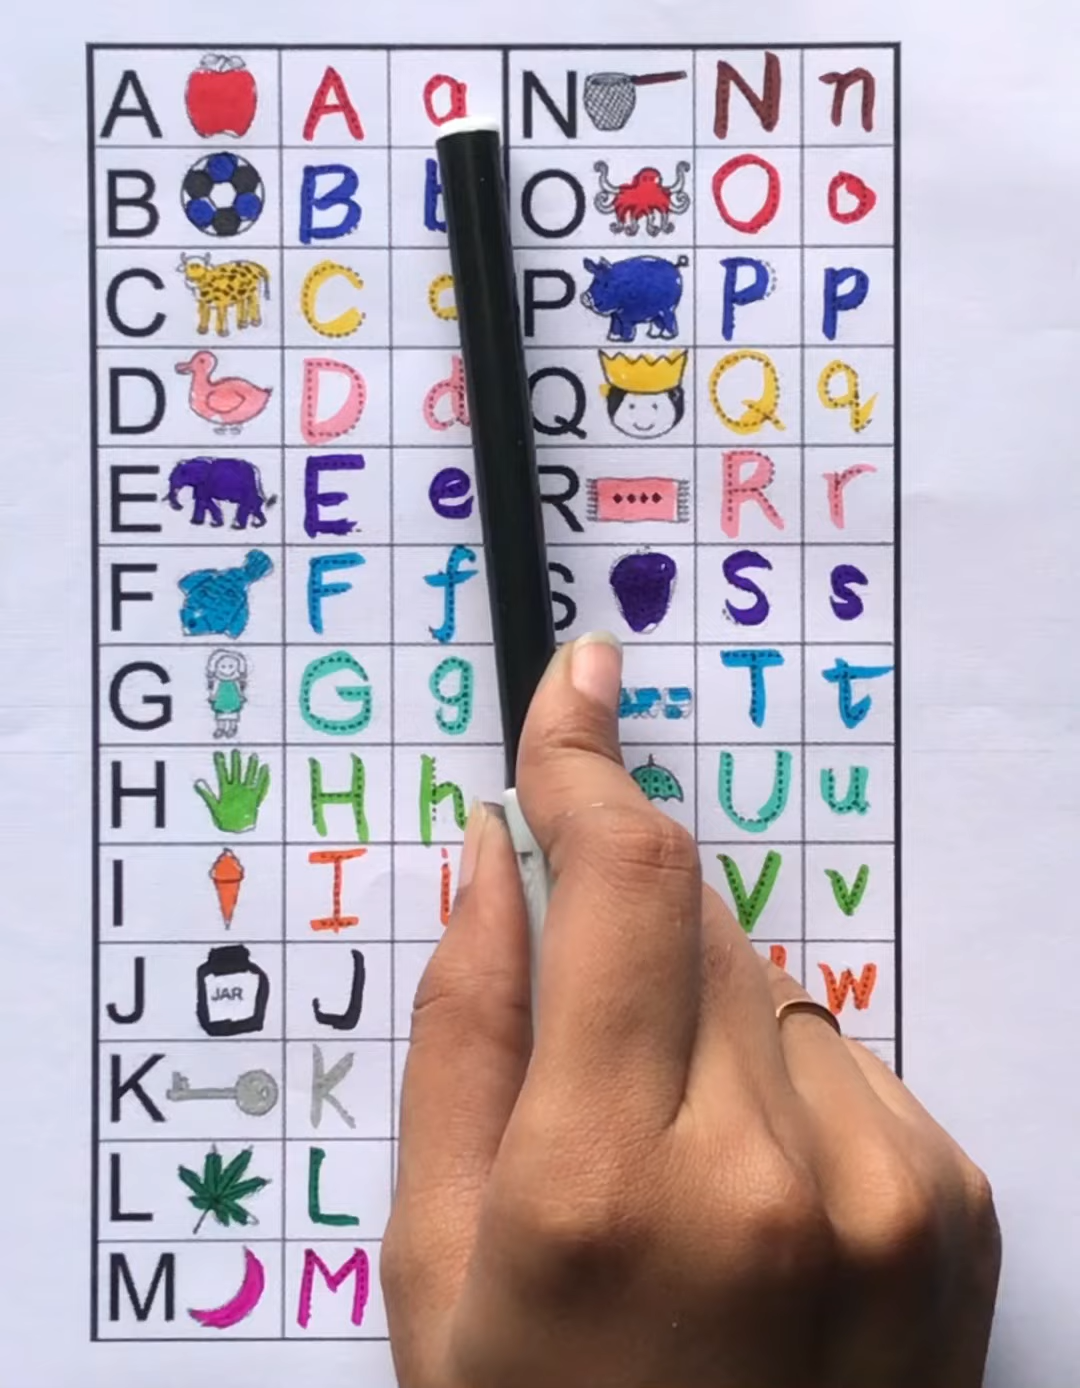 A A a N N n
B B b O O o
C C c P P p
D D d Q Q q
E E e R R r
F F f S S s
G G g T t
H H h U u
I I i V v
J JAR J w
K K
L L
M M